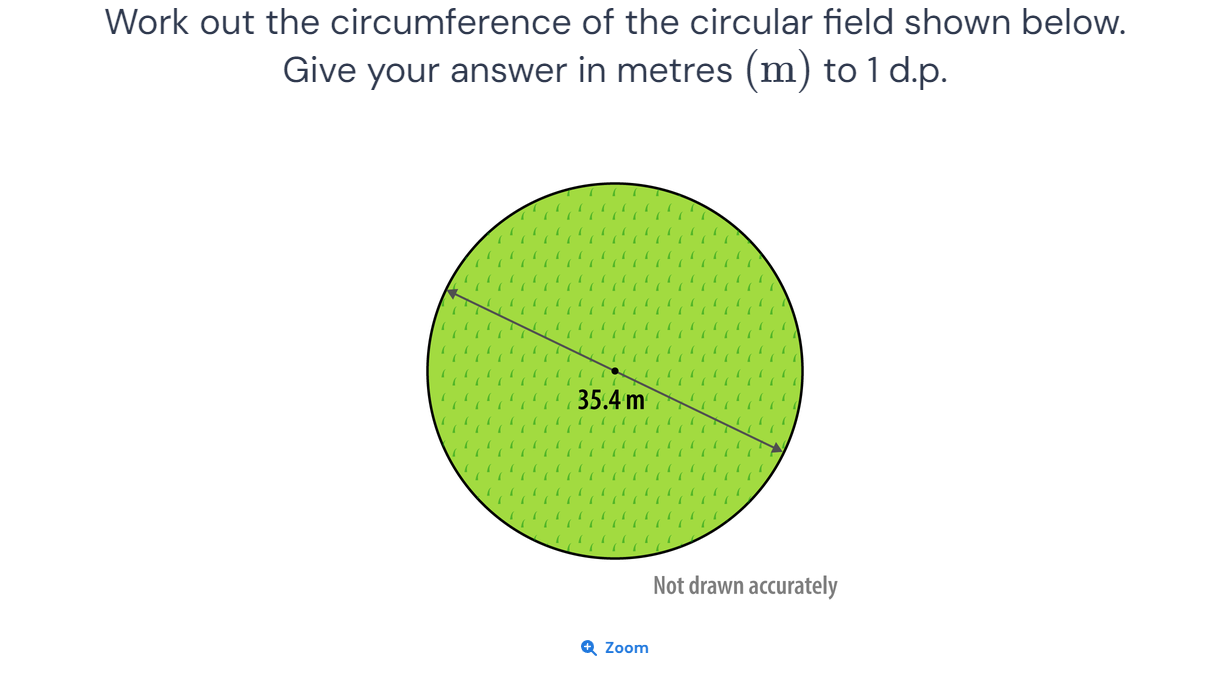 Work out the circumference of the circular field shown below.
Give your answer in metres (m) to 1 d.p.
35.4 m
Not drawn accurately
Zoom